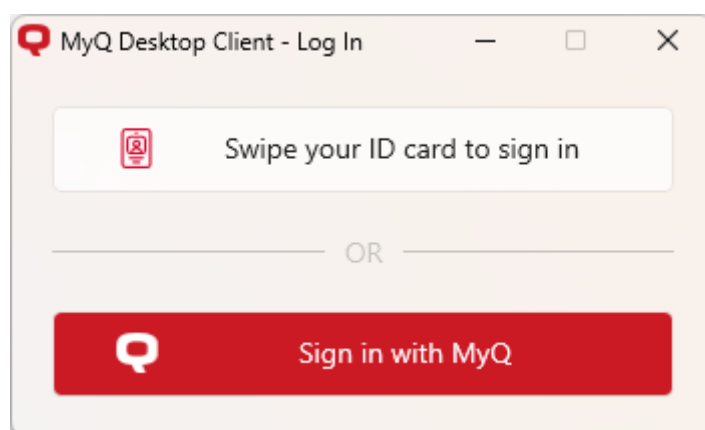 MyQ Desktop Client - Log In
Swipe your ID card to sign in
OR
Sign in with MyQ